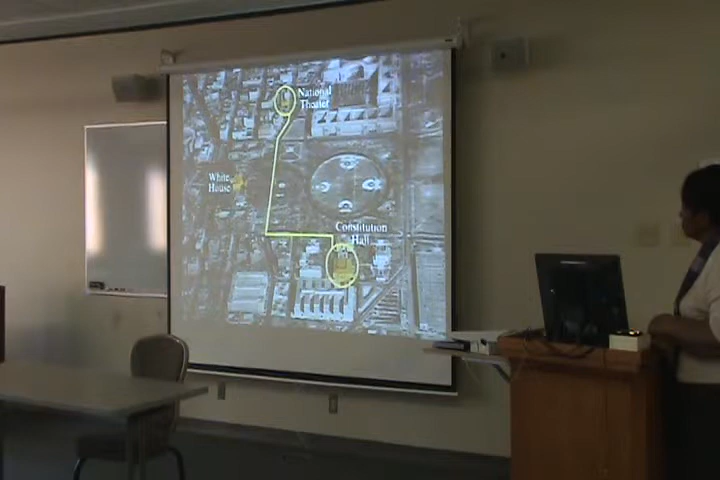 National
Theater
White
House
Constitution
Hall